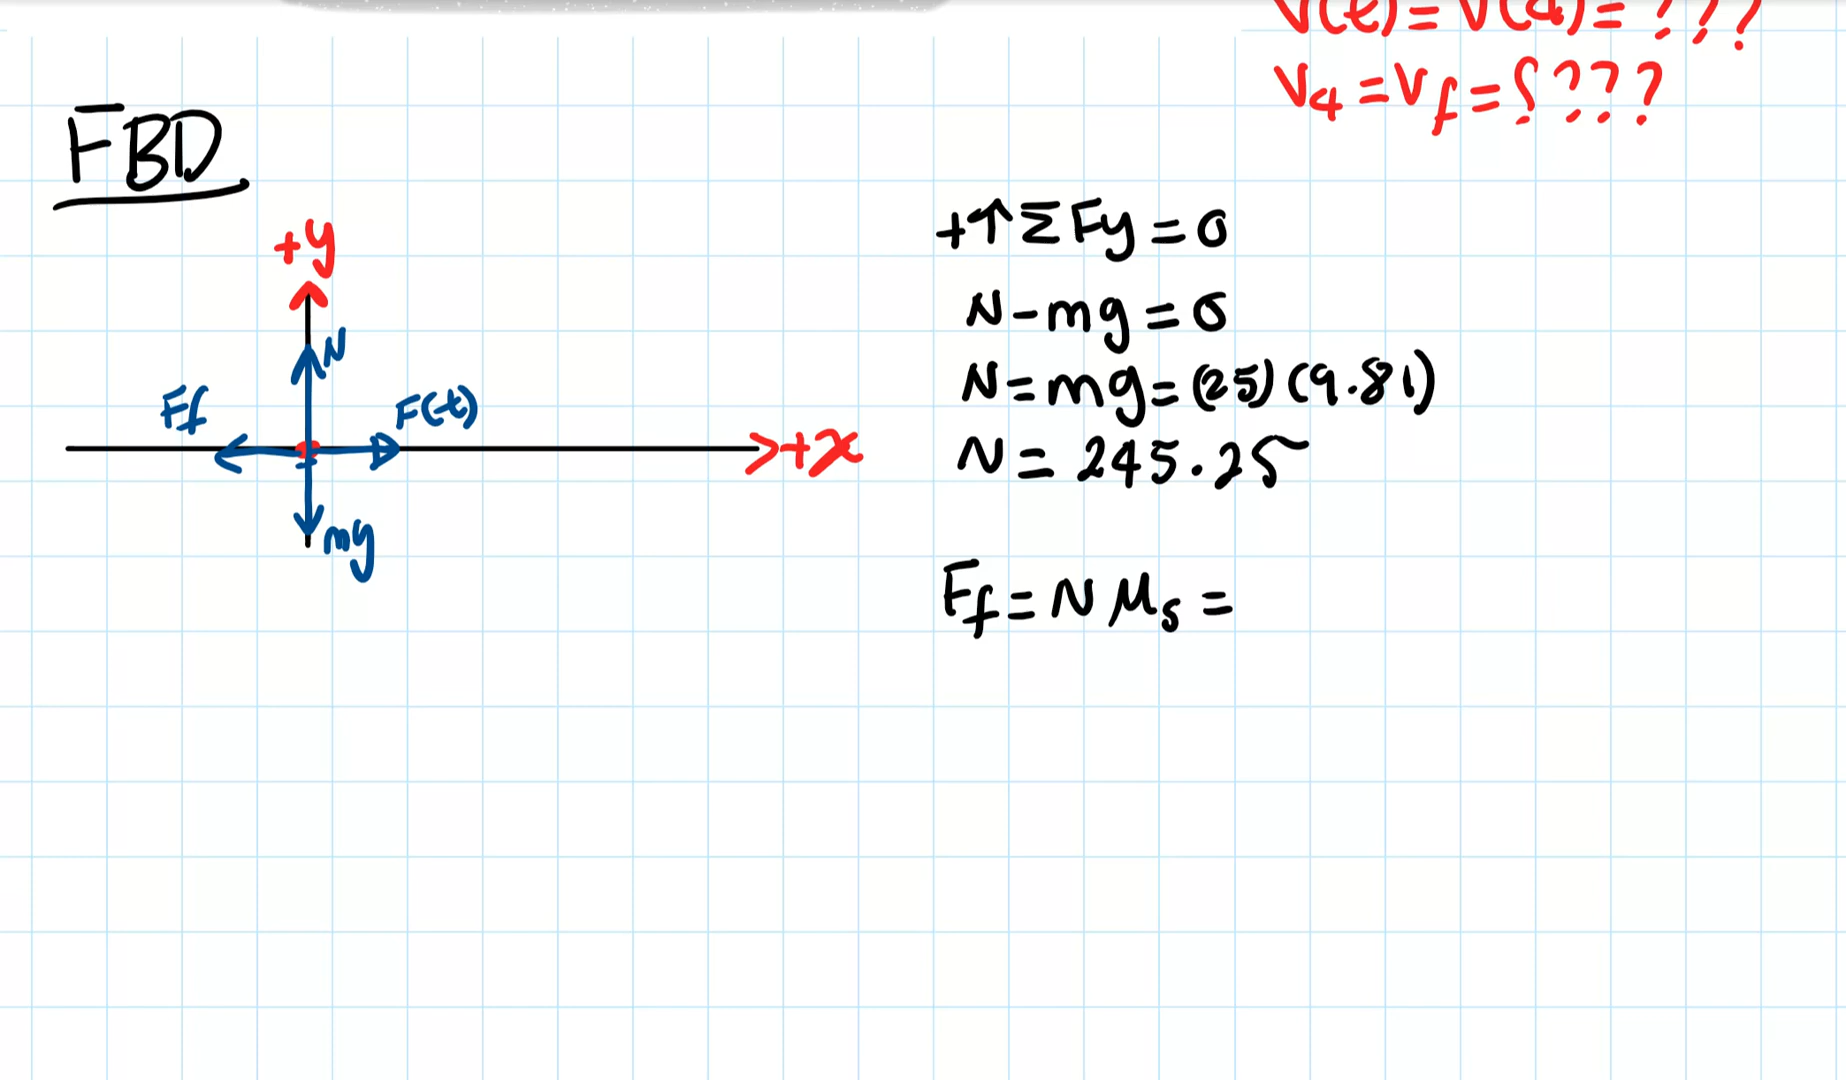 V(t) = V(4) = ???
V4 = Vf = ????
FBD
+y
N
Ff
F(t)
+x
mg
+↑ΣFy = 0
N - mg = 0
N = mg = (25)(9.81)
N = 245.25
Ff = N μs =